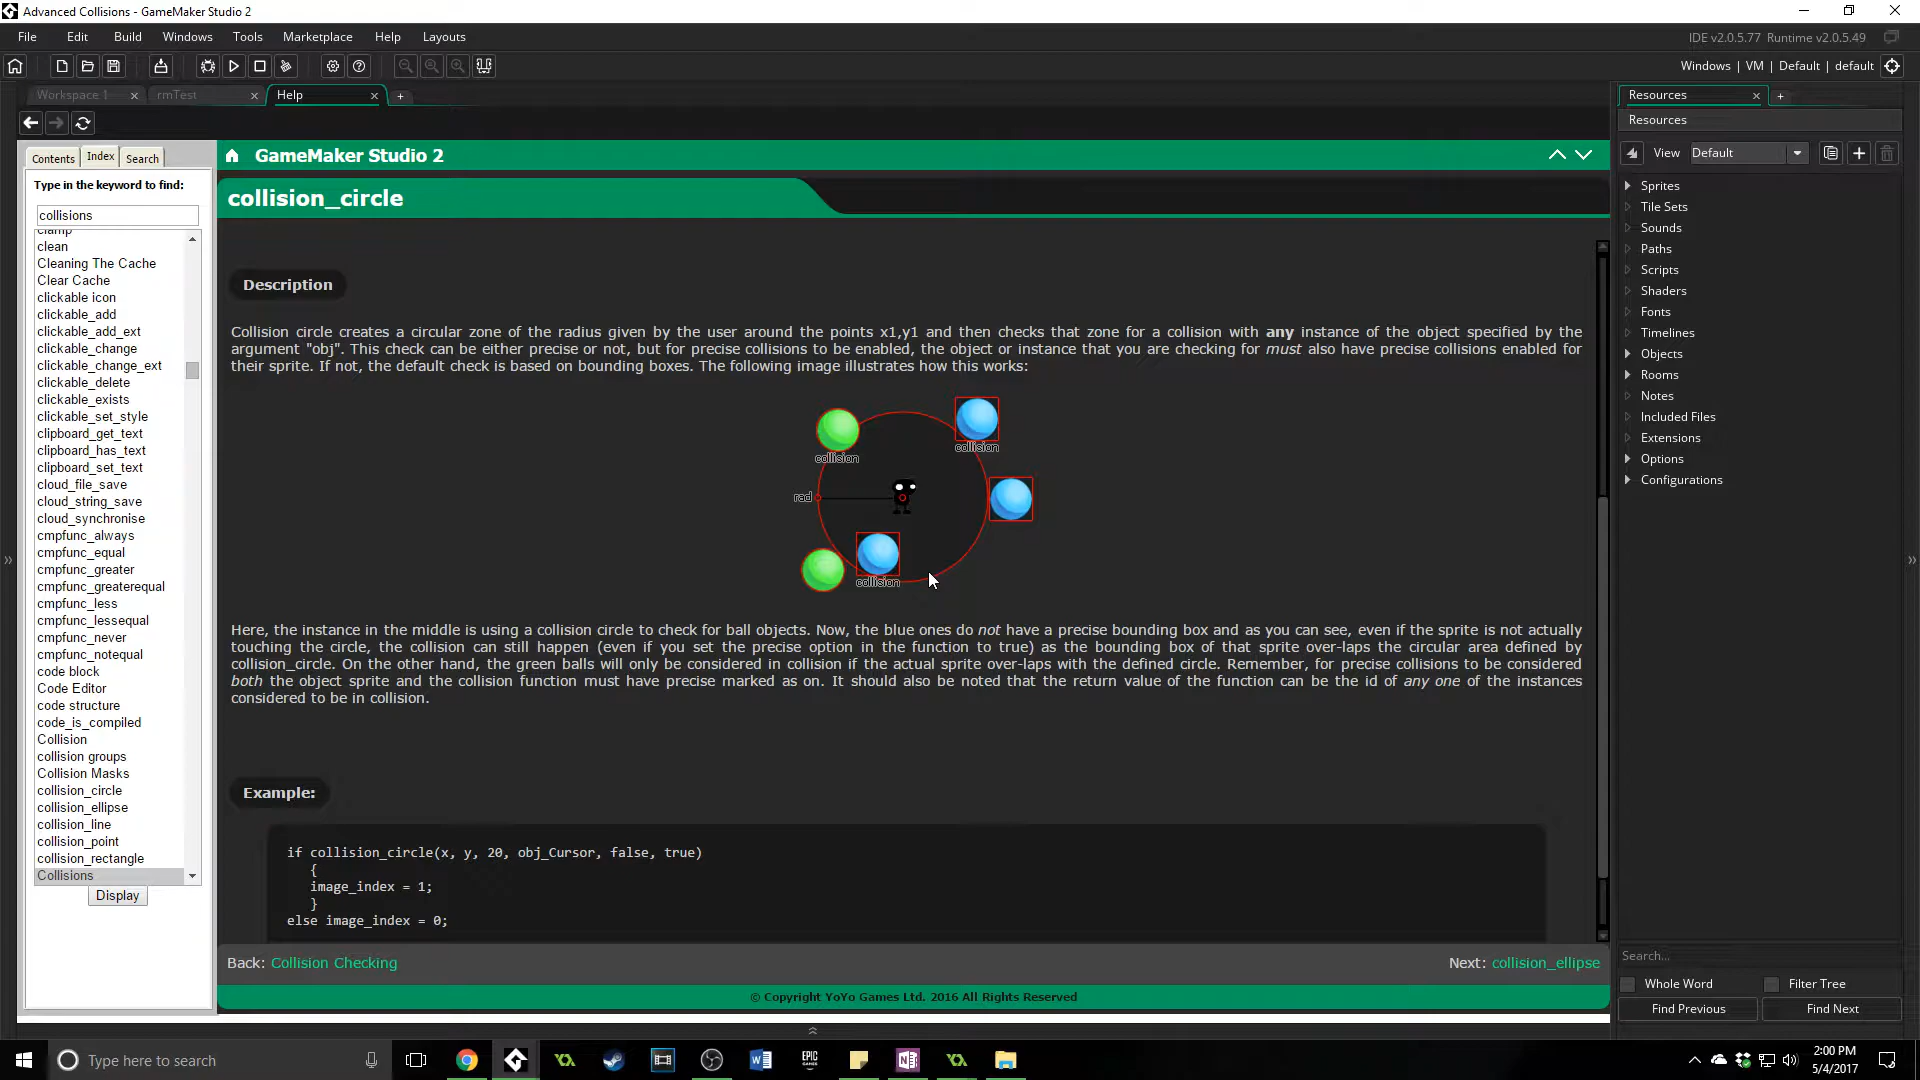 Advanced Collisions - GameMaker Studio 2
File Edit Build Windows Tools Marketplace Help Layouts
IDE v2.0.5.77 Runtime v2.0.5.49
Windows | VM | Default | default
Workspace 1
rmTest
Help
Contents
Index
Search
Type in the keyword to find:
collisions
clamp
clean
Cleaning The Cache
Clear Cache
clickable icon
clickable_add
clickable_add_ext
clickable_change
clickable_change_ext
clickable_delete
clickable_exists
clickable_set_style
clipboard_get_text
clipboard_has_text
clipboard_set_text
cloud_file_save
cloud_string_save
cloud_synchronise
cmpfunc_always
cmpfunc_equal
cmpfunc_greater
cmpfunc_greaterequal
cmpfunc_less
cmpfunc_lessequal
cmpfunc_never
cmpfunc_notequal
code block
Code Editor
code structure
code_is_compiled
Collision
collision groups
Collision Masks
collision_circle
collision_ellipse
collision_line
collision_point
collision_rectangle
Collisions
Display
GameMaker Studio 2
collision_circle
Description
Collision circle creates a circular zone of the radius given by the user around the points x1,y1 and then checks that zone for a collision with any instance of the object specified by the
argument "obj". This check can be either precise or not, but for precise collisions to be enabled, the object or instance that you are checking for must also have precise collisions enabled for
their sprite. If not, the default check is based on bounding boxes. The following image illustrates how this works:
collision
collision
rad
collision
Here, the instance in the middle is using a collision circle to check for ball objects. Now, the blue ones do not have a precise bounding box and as you can see, even if the sprite is not actually
touching the circle, the collision can still happen (even if you set the precise option in the function to true) as the bounding box of that sprite over-laps the circular area defined by
collision_circle. On the other hand, the green balls will only be considered in collision if the actual sprite over-laps with the defined circle. Remember, for precise collisions to be considered
both the object sprite and the collision function must have precise marked as on. It should also be noted that the return value of the function can be the id of any one of the instances
considered to be in collision.
Example:
if collision_circle(x, y, 20, obj_Cursor, false, true)
{
image_index = 1;
}
else image_index = 0;
Back: Collision Checking
Next: collision_ellipse
© Copyright YoYo Games Ltd. 2016 All Rights Reserved
Resources
Resources
View Default
Sprites
Tile Sets
Sounds
Paths
Scripts
Shaders
Fonts
Timelines
Objects
Rooms
Notes
Included Files
Extensions
Options
Configurations
Search...
Whole Word
Filter Tree
Find Previous
Find Next
Type here to search
EPIC GAMES
2:00 PM
5/4/2017